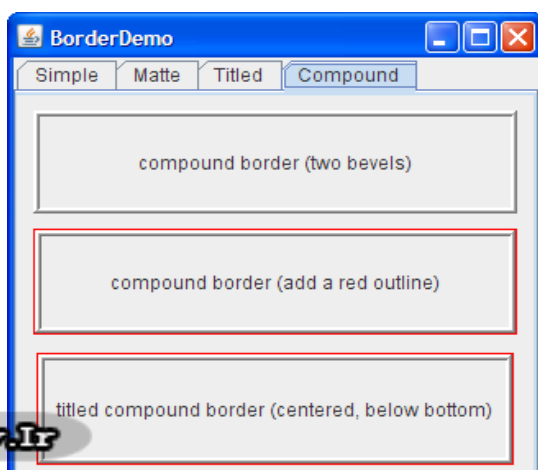 BorderDemo
Simple Matte Titled Compound
compound border (two bevels)
compound border (add a red outline)
titled compound border (centered, below bottom)
.Ir